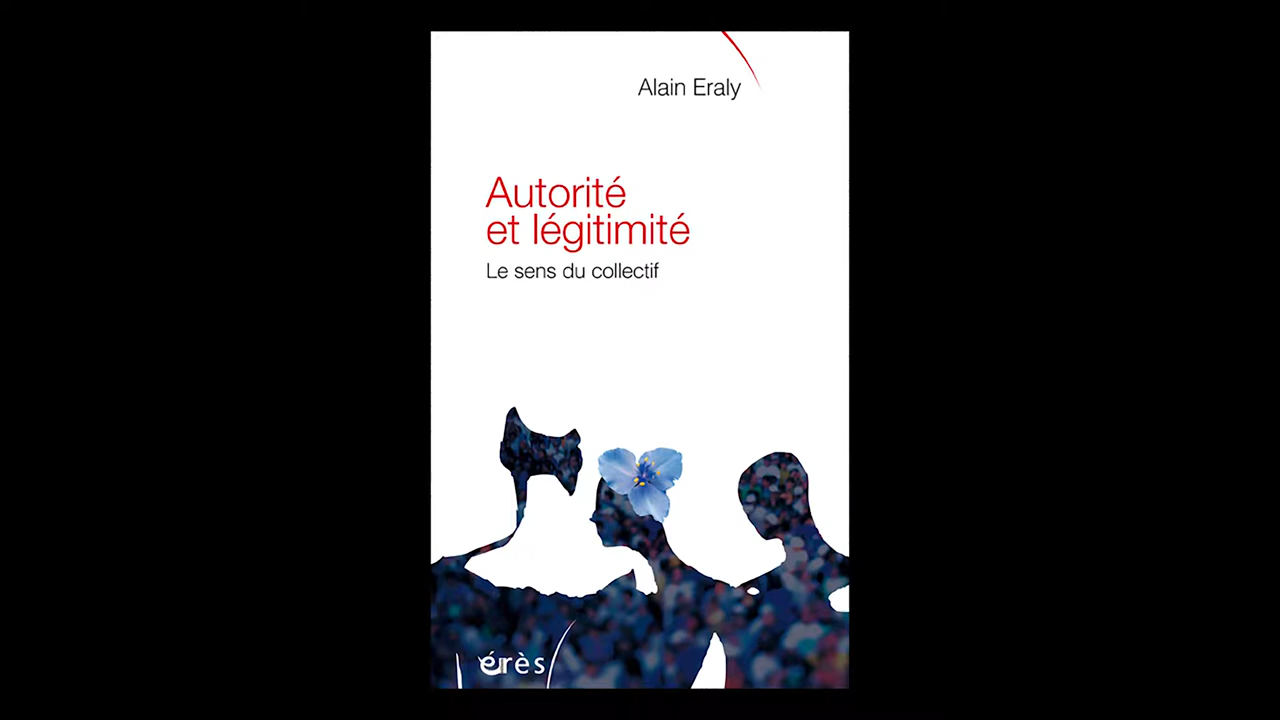 Alain Eraly
Autorité
et légitimité
Le sens du collectif
érès